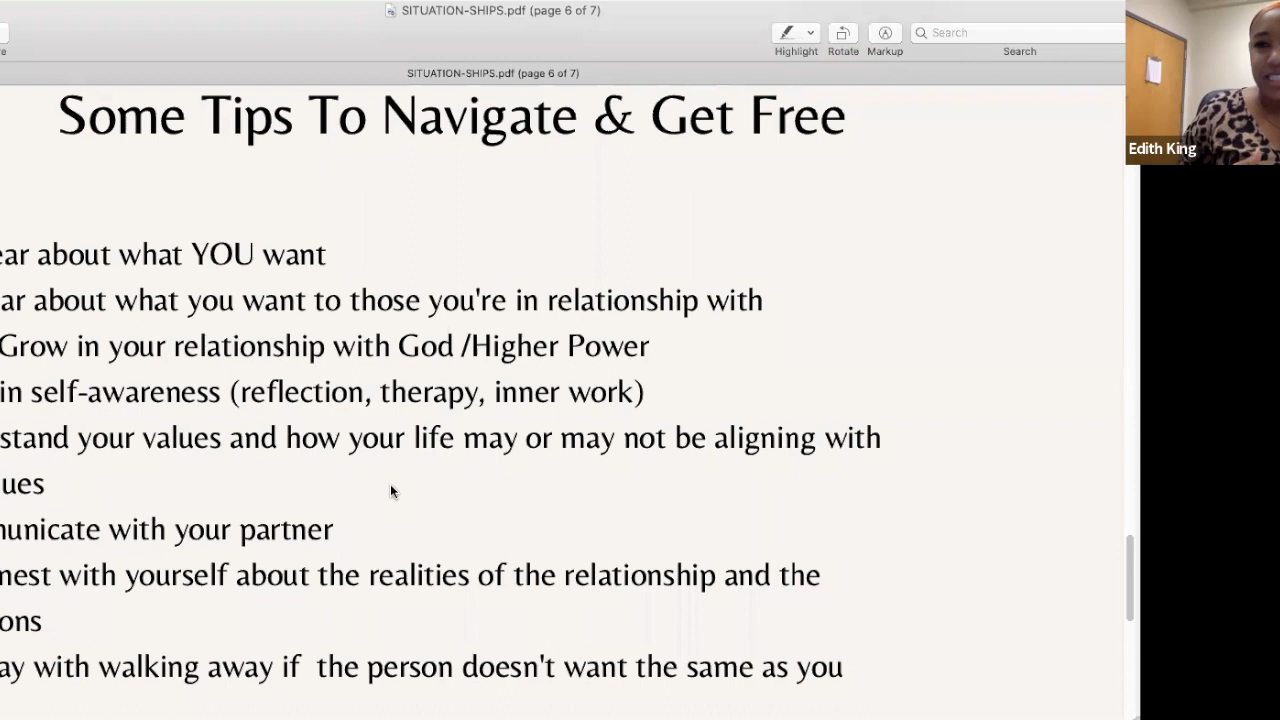 SITUATION-SHIPS.pdf (page 6 of 7)
Search
Highlight Rotate Markup Search
SITUATION-SHIPS.pdf (page 6 of 7)
Some Tips To Navigate & Get Free
Edith King
ear about what YOU want
ar about what you want to those you're in relationship with
Grow in your relationship with God /Higher Power
in self-awareness (reflection, therapy, inner work)
stand your values and how your life may or may not be aligning with
ues
unicate with your partner
nest with yourself about the realities of the relationship and the
ons
ay with walking away if the person doesn't want the same as you